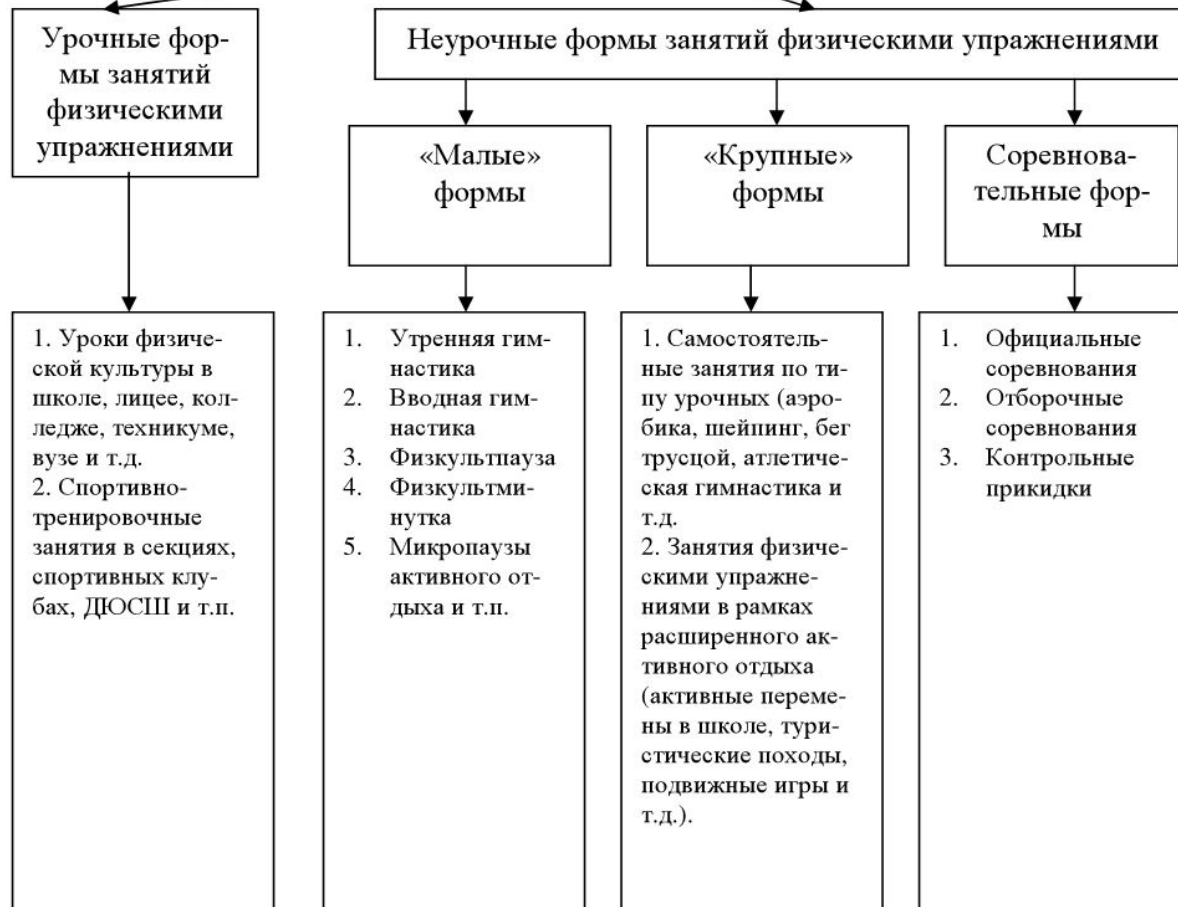 Урочные фор-
мы занятий
физическими
упражнениями
Неурочные формы занятий физическими упражнениями
«Малые»
формы
«Крупные»
формы
Соревнова-
тельные фор-
мы
1. Уроки физиче-
ской культуры в
школе, лицее, кол-
ледже, техникуме,
вузе и т.д.
2. Спортивно-
тренировочные
занятия в секциях,
спортивных клу-
бах, ДЮСШ и т.п.
1. Утренняя гим-
настика
2. Вводная гим-
настика
3. Физкультпауза
4. Физкультми-
нутка
5. Микропаузы
активного от-
дыха и т.п.
1. Самостоятель-
ные занятия по ти-
пу урочных (аэро-
бика, шейпинг, бег
трусцой, атлетиче-
ская гимнастика и
т.д.
2. Занятия физиче-
скими упражне-
ниями в рамках
расширенного ак-
тивного отдыха
(активные переме-
ны в школе, тури-
стические походы,
подвижные игры и
т.д.).
1. Официальные
соревнования
2. Отборочные
соревнования
3. Контрольные
прикидки